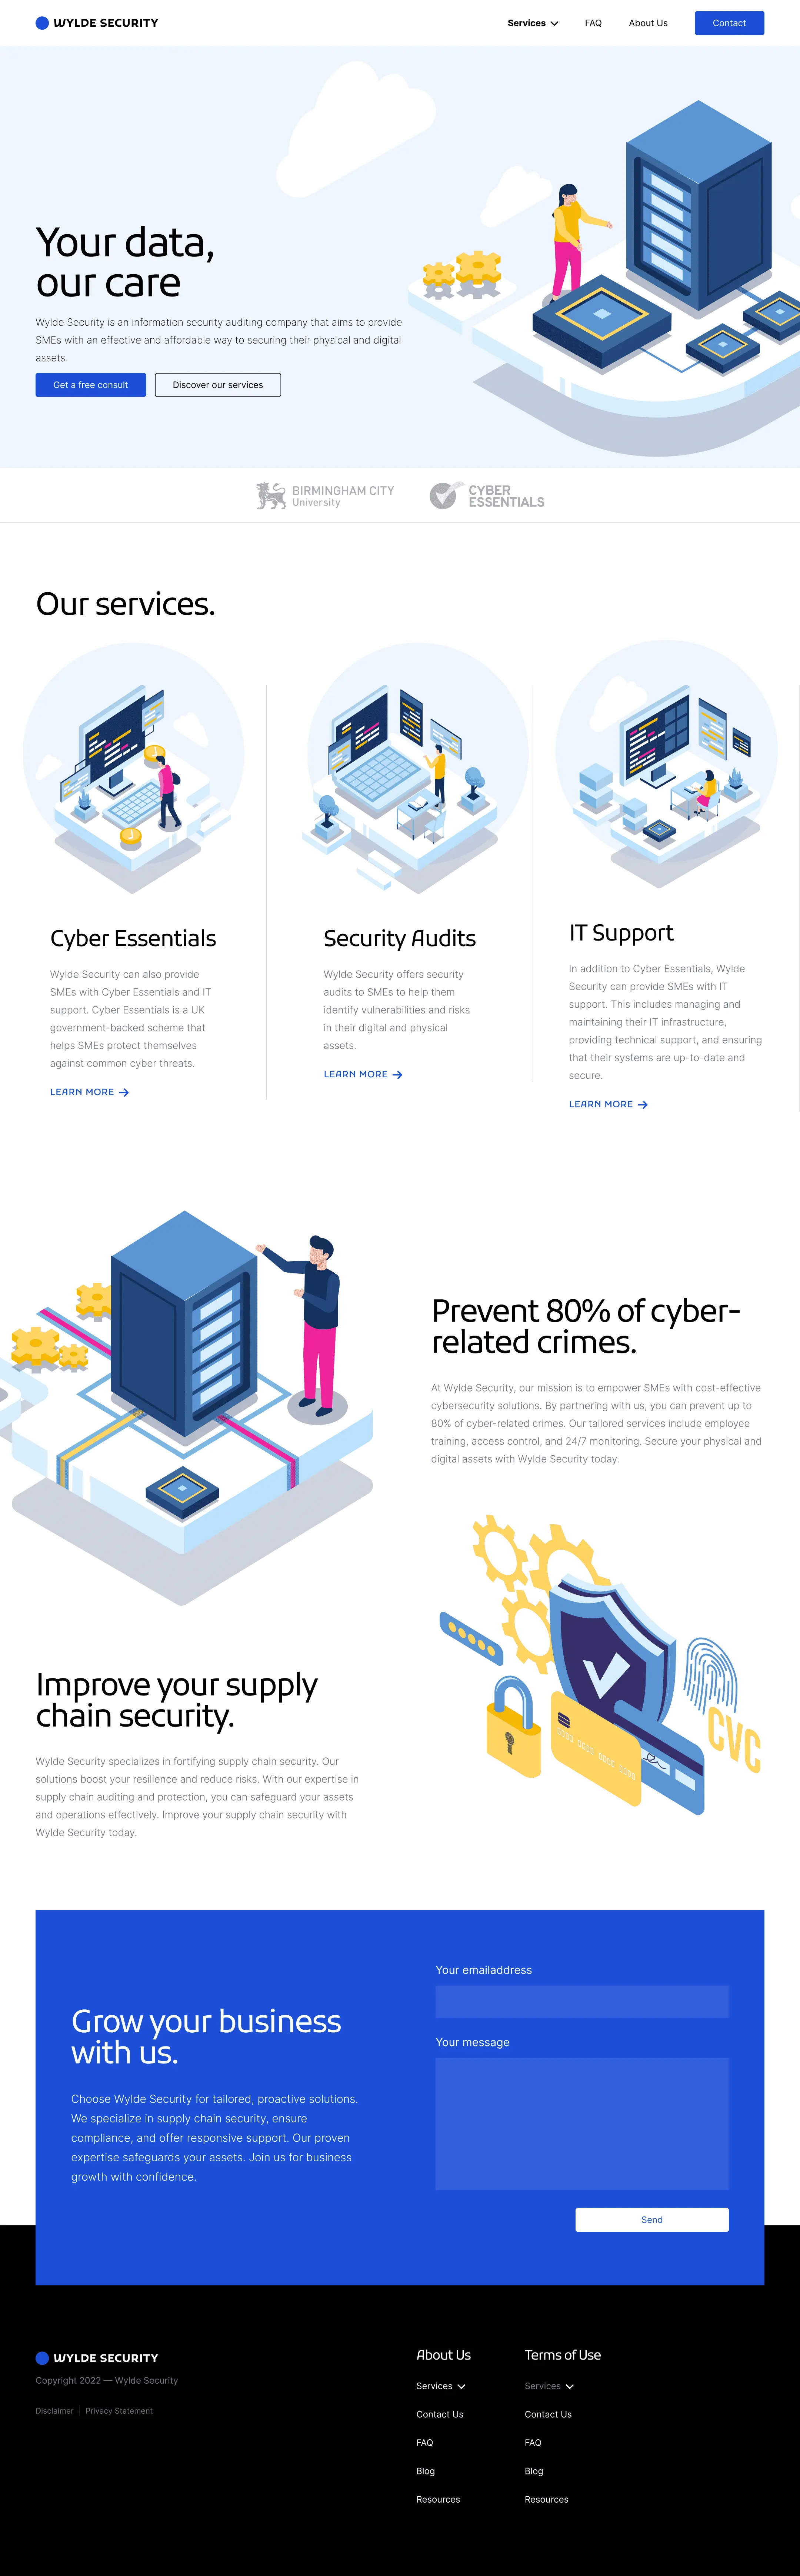 WYLDE SECURITY
Services
FAQ
About Us
Contact
Your data,
our care
Wylde Security is an information security auditing company that aims to provide
SMEs with an effective and affordable way to securing their physical and digital
assets.
Get a free consult
Discover our services
BIRMINGHAM CITY
University
CYBER
ESSENTIALS
Our services.
Cyber Essentials
Wylde Security can also provide
SMEs with Cyber Essentials and IT
support. Cyber Essentials is a UK
government-backed scheme that
helps SMEs protect themselves
against common cyber threats.
LEARN MORE
Security Audits
Wylde Security offers security
audits to SMEs to help them
identify vulnerabilities and risks
in their digital and physical
assets.
LEARN MORE
IT Support
In addition to Cyber Essentials, Wylde
Security can provide SMEs with IT
support. This includes managing and
maintaining their IT infrastructure,
providing technical support, and ensuring
that their systems are up-to-date and
secure.
LEARN MORE
Prevent 80% of cyber-
related crimes.
At Wylde Security, our mission is to empower SMEs with cost-effective
cybersecurity solutions. By partnering with us, you can prevent up to
80% of cyber-related crimes. Our tailored services include employee
training, access control, and 24/7 monitoring. Secure your physical and
digital assets with Wylde Security today.
CVC
0000 0000 0000 0000
Improve your supply
chain security.
Wylde Security specializes in fortifying supply chain security. Our
solutions boost your resilience and reduce risks. With our expertise in
supply chain auditing and protection, you can safeguard your assets
and operations effectively. Improve your supply chain security with
Wylde Security today.
Grow your business
with us.
Choose Wylde Security for tailored, proactive solutions.
We specialize in supply chain security, ensure
compliance, and offer responsive support. Our proven
expertise safeguards your assets. Join us for business
growth with confidence.
Your emailaddress
Your message
Send
WYLDE SECURITY
Copyright 2022 — Wylde Security
Disclaimer
Privacy Statement
About Us
Services
Contact Us
FAQ
Blog
Resources
Terms of Use
Services
Contact Us
FAQ
Blog
Resources